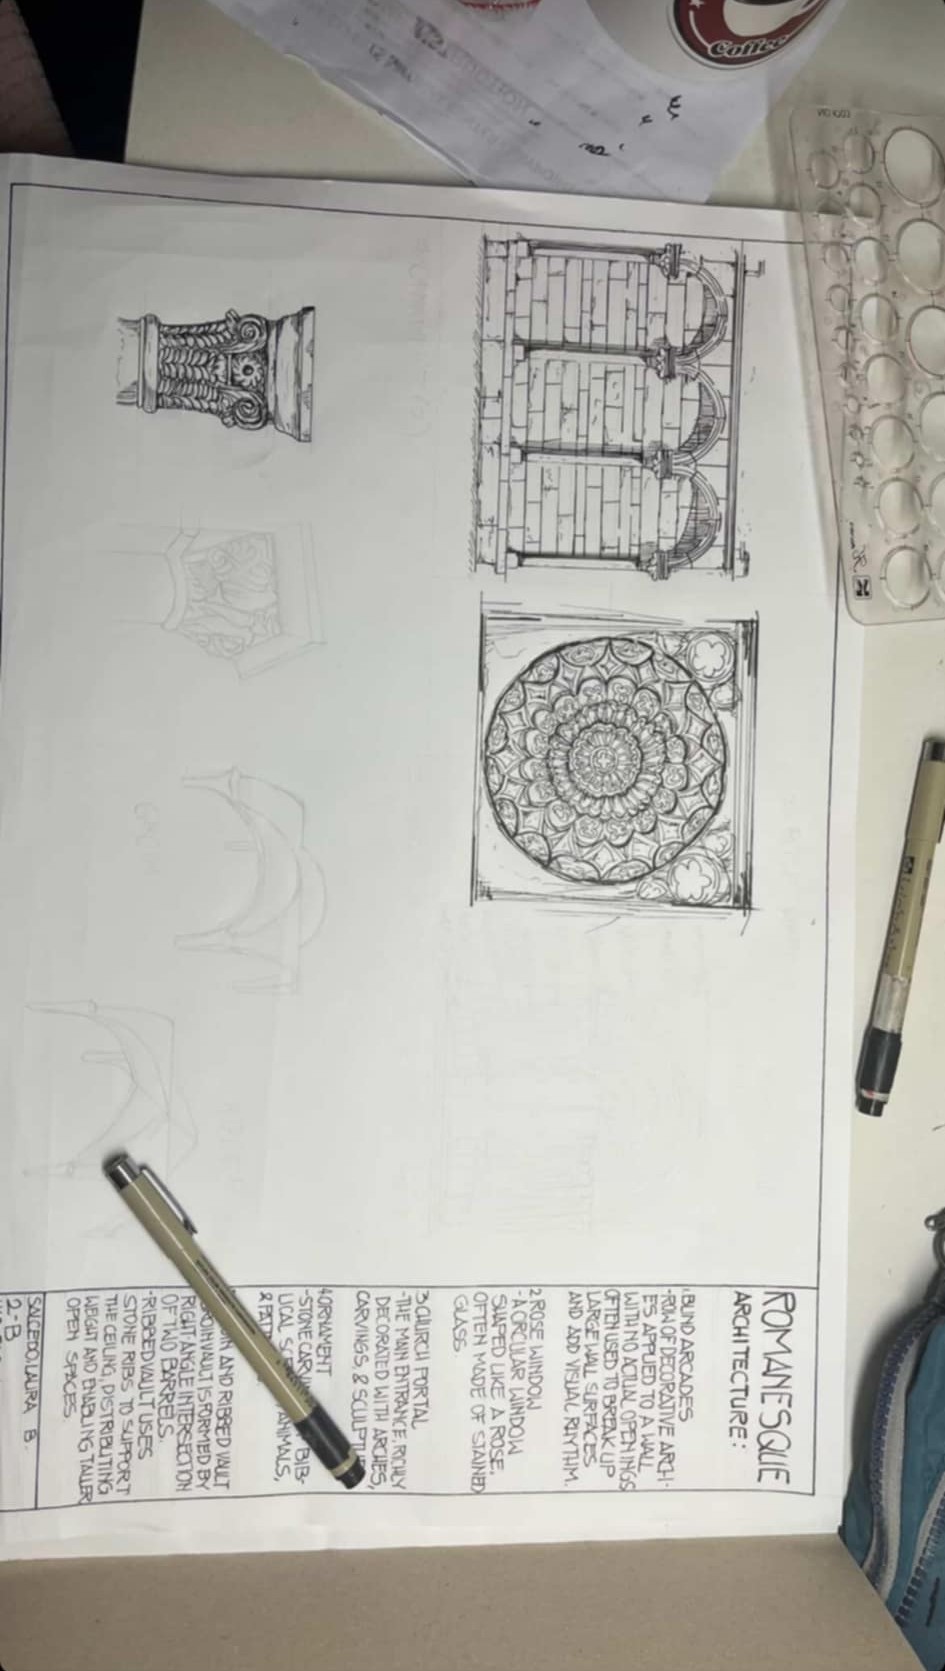 ROMANESQUE
ARCHITECTURE:
1.BLIND ARCADES
-ROW OF DECORATIVE ARCH-
ES APPLIED TO A WALL
WITH NO ACTUAL OPENINGS
OFTEN USED TO BREAK UP
LARGE WALL SURFACES
AND ADD VISUAL RHYTHM.
2.ROSE WINDOW
-A CIRCULAR WINDOW
SHAPED LIKE A ROSE,
OFTEN MADE OF STAINED
GLASS.
3.CHURCH PORTAL
-THE MAIN ENTRANCE, RICHLY
DECORATED WITH ARCHES,
CARVINGS, & SCULPTURES
4.ORNAMENT
-STONE CARVINGS BIB-
LICAL ANIMALS,
&
AND RIBBED VAULT
VAULT IS FORMED BY
RIGHT ANGLE INTERSECTION
OF TWO BARRELS.
-RIBBED VAULT USES
STONE RIBS TO SUPPORT
THE CEILING, DISTRIBUTING
WEIGHT AND ENABLING TALLER
OPEN SPACES
SALCEDO, LAURA B.
2-B
Coffee